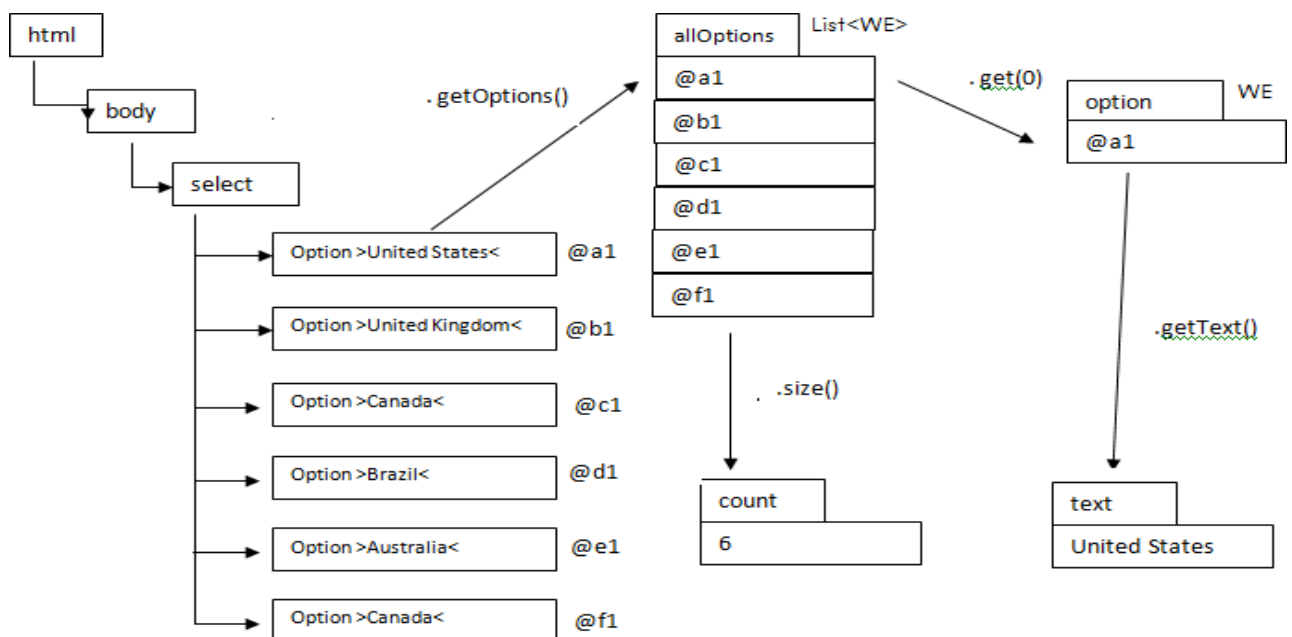 html
body
select
Option >United States<
@a1
Option >United Kingdom<
@b1
Option >Canada<
@c1
Option >Brazil<
@d1
Option >Australia<
@e1
Option >Canada<
@f1
.getOptions()
allOptions
List<WE>
@a1
@b1
@c1
@d1
@e1
@f1
.size()
count
6
.get(0)
option
WE
@a1
.getText()
text
United States